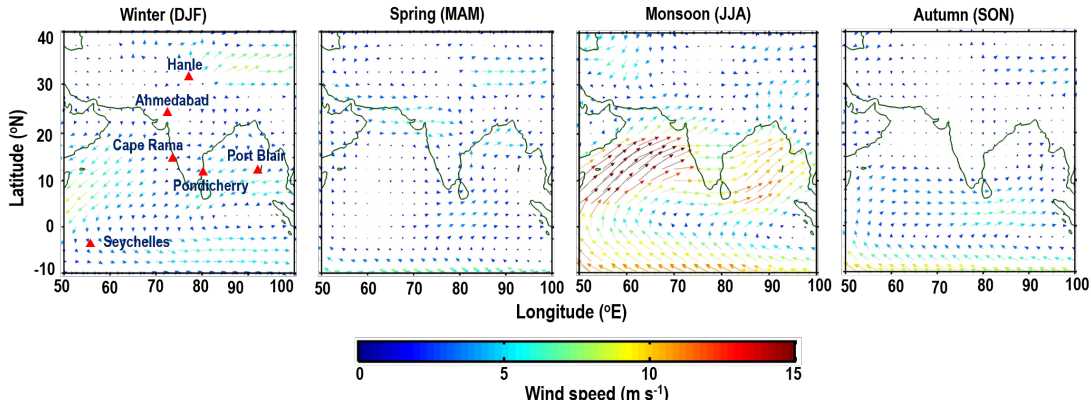 Winter (DJF)
Spring (MAM)
Monsoon (JJA)
Autumn (SON)
Latitude (ºN)
40
30
20
10
0
-10
Hanle
Ahmedabad
Cape Rama
Port Blair
Pondicherry
Seychelles
50 60 70 80 90 100
50 60 70 80 90 100
50 60 70 80 90 100
50 60 70 80 90 100
Longitude (ºE)
0 5 10 15
Wind speed (m s-1)